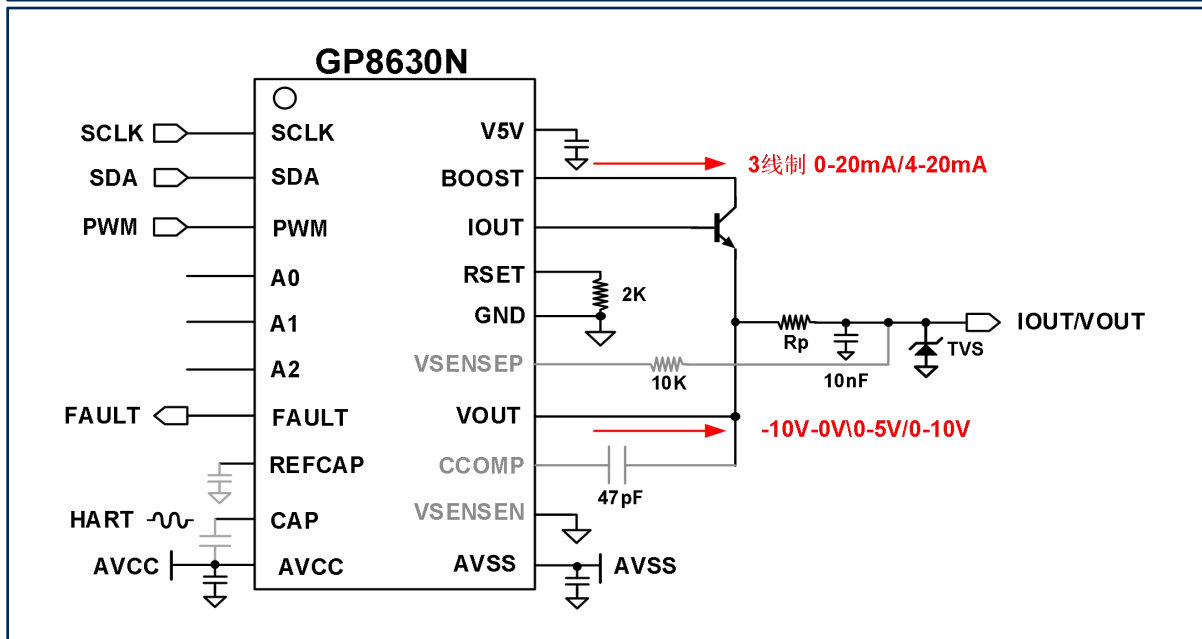 GP8630N
SCLK
SCLK
V5V
3线制 0-20mA/4-20mA
SDA
SDA
BOOST
PWM
PWM
IOUT
A0
RSET
2K
A1
GND
IOUT/VOUT
Rp
TVS
A2
VSENSEP
10K
10nF
FAULT
FAULT
VOUT
-10V-0V\0-5V/0-10V
REFCAP
CCOMP
47pF
HART
CAP
VSENSEN
AVCC
AVCC
AVSS
AVSS